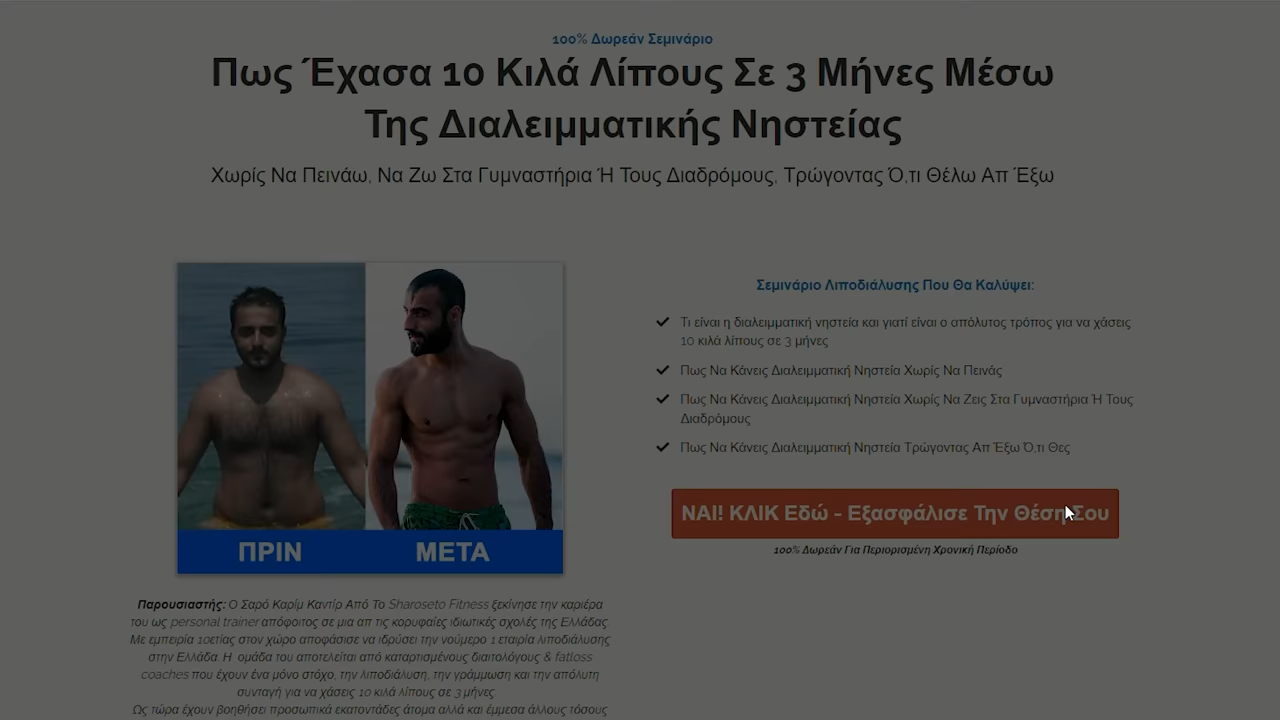 100% Δωρεάν Σεμινάριο
Πως Έχασα 10 Κιλά Λίπους Σε 3 Μήνες Μέσω
Της Διαλειμματικής Νηστείας
Χωρίς Να Πεινάω, Να Ζω Στα Γυμναστήρια Ή Τους Διαδρόμους, Τρώγοντας Ό,τι Θέλω Απ Έξω
Σεμινάριο Λιποδιάλυσης Που Θα Καλύψει:
Τι είναι η διαλειμματική νηστεία και γιατί είναι ο απόλυτος τρόπος για να χάσεις
10 κιλά λίπους σε 3 μήνες
Πως Να Κάνεις Διαλειμματική Νηστεία Χωρίς Να Πεινάς
Πως Να Κάνεις Διαλειμματική Νηστεία Χωρίς Να Ζεις Στα Γυμναστήρια Ή Τους
Διαδρόμους
Πως Να Κάνεις Διαλειμματική Νηστεία Τρώγοντας Απ Έξω Ό,τι Θες
ΝΑΙ! ΚΛΙΚ Εδώ - Εξασφάλισε Την Θέση Σου
100% Δωρεάν Για Περιορισμένη Χρονική Περίοδο
ΠΡΙΝ
ΜΕΤΑ
Παρουσιαστής: Ο Σαρό Καρίμ Καντίρ Από Το Sharoseto Fitness ξεκίνησε την καριέρα
του ως personal trainer απόφοιτος σε μια απ τις κορυφαίες ιδιωτικές σχολές της Ελλάδας.
Με εμπειρία 10ετίας στον χώρο αποφάσισε να ιδρύσει την νούμερο 1 εταιρία λιποδιάλυσης
στην Ελλάδα. Η ομάδα του αποτελείται από καταρτισμένους διαιτολόγους & fatloss
coaches που έχουν ένα μόνο στόχο, την λιποδιάλυση, την γράμμωση και την απόλυτη
συνταγή για να χάσεις 10 κιλά λίπους σε 3 μήνες
Ως τώρα έχουν βοηθήσει προσωπικά εκατοντάδες άτομα αλλά και έμμεσα άλλους τόσους